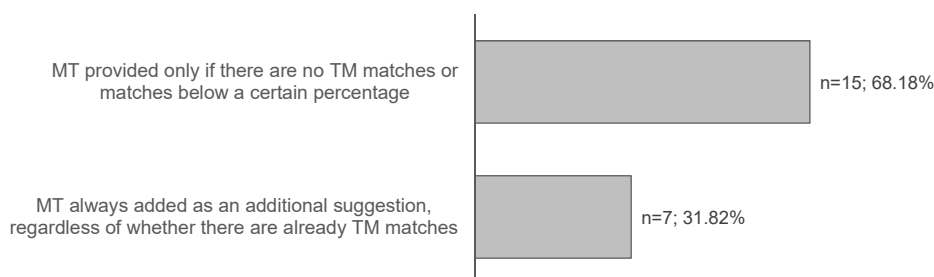 MT provided only if there are no TM matches or
matches below a certain percentage
n=15; 68.18%
MT always added as an additional suggestion,
regardless of whether there are already TM matches
n=7; 31.82%